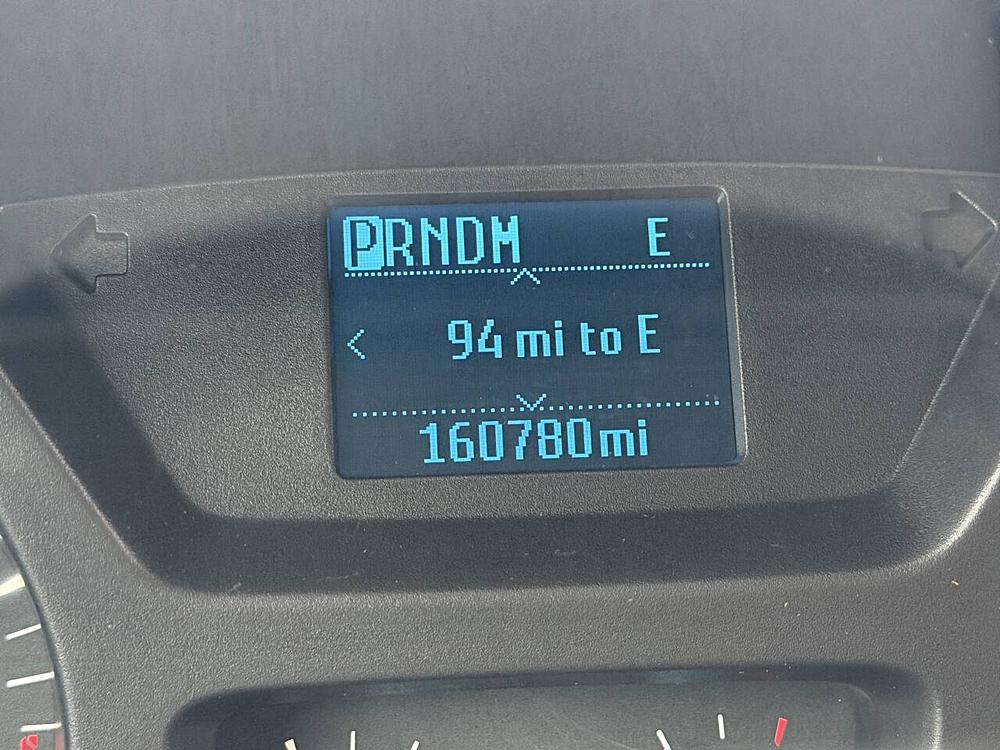 PRNDM E
94 mi to E
160780mi